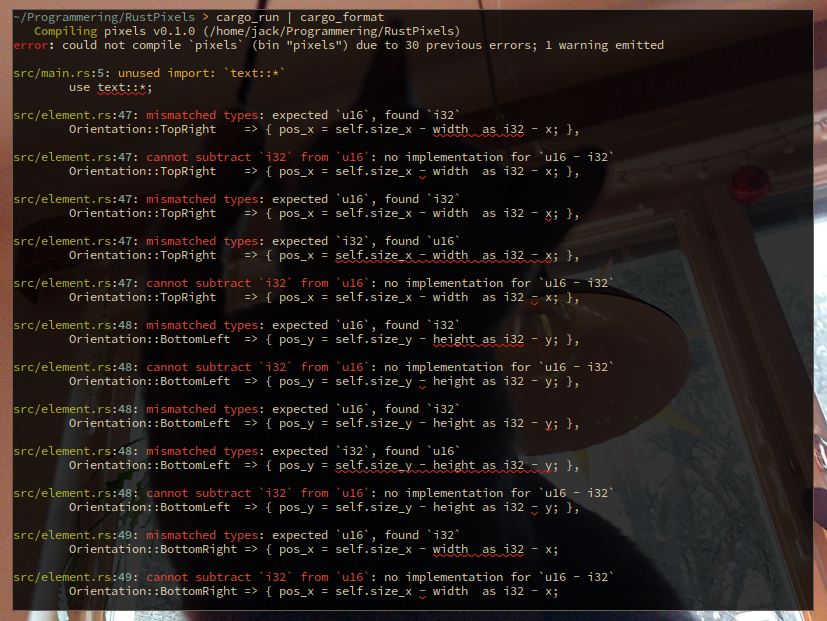 ~/Programmering/RustPixels > cargo_run | cargo_format
Compiling pixels v0.1.0 (/home/jack/Programmering/RustPixels)
error: could not compile `pixels` (bin "pixels") due to 30 previous errors; 1 warning emitted
src/main.rs:5: unused import: `text::*`
use text::*;
src/element.rs:47: mismatched types: expected `u16`, found `i32`
Orientation::TopRight    => { pos_x = self.size_x - width  as i32 - x; },
src/element.rs:47: cannot subtract `i32` from `u16`: no implementation for `u16 - i32`
Orientation::TopRight    => { pos_x = self.size_x - width  as i32 - x; },
src/element.rs:47: mismatched types: expected `u16`, found `i32`
Orientation::TopRight    => { pos_x = self.size_x - width  as i32 - x; },
src/element.rs:47: mismatched types: expected `i32`, found `u16`
Orientation::TopRight    => { pos_x = self.size_x - width  as i32 - x; },
src/element.rs:47: cannot subtract `i32` from `u16`: no implementation for `u16 - i32`
Orientation::TopRight    => { pos_x = self.size_x - width  as i32 - x; },
src/element.rs:48: mismatched types: expected `u16`, found `i32`
Orientation::BottomLeft  => { pos_y = self.size_y - height as i32 - y; },
src/element.rs:48: cannot subtract `i32` from `u16`: no implementation for `u16 - i32`
Orientation::BottomLeft  => { pos_y = self.size_y - height as i32 - y; },
src/element.rs:48: mismatched types: expected `u16`, found `i32`
Orientation::BottomLeft  => { pos_y = self.size_y - height as i32 - y; },
src/element.rs:48: mismatched types: expected `i32`, found `u16`
Orientation::BottomLeft  => { pos_y = self.size_y - height as i32 - y; },
src/element.rs:48: cannot subtract `i32` from `u16`: no implementation for `u16 - i32`
Orientation::BottomLeft  => { pos_y = self.size_y - height as i32 - y; },
src/element.rs:49: mismatched types: expected `u16`, found `i32`
Orientation::BottomRight => { pos_x = self.size_x - width  as i32 - x;
src/element.rs:49: cannot subtract `i32` from `u16`: no implementation for `u16 - i32`
Orientation::BottomRight => { pos_x = self.size_x - width  as i32 - x;